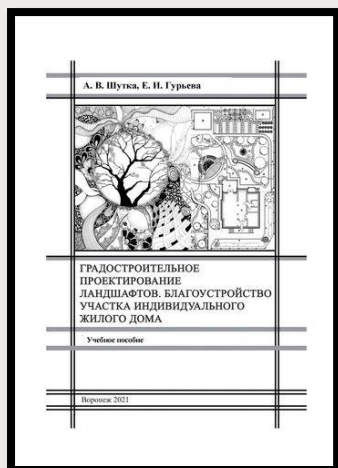 А. В. Шутка, Е. И. Гурьева
ГРАДОСТРОИТЕЛЬНОЕ
ПРОЕКТИРОВАНИЕ
ЛАНДШАФТОВ. БЛАГОУСТРОЙСТВО
УЧАСТКА ИНДИВИДУАЛЬНОГО
ЖИЛОГО ДОМА
Учебное пособие
Воронеж 2021